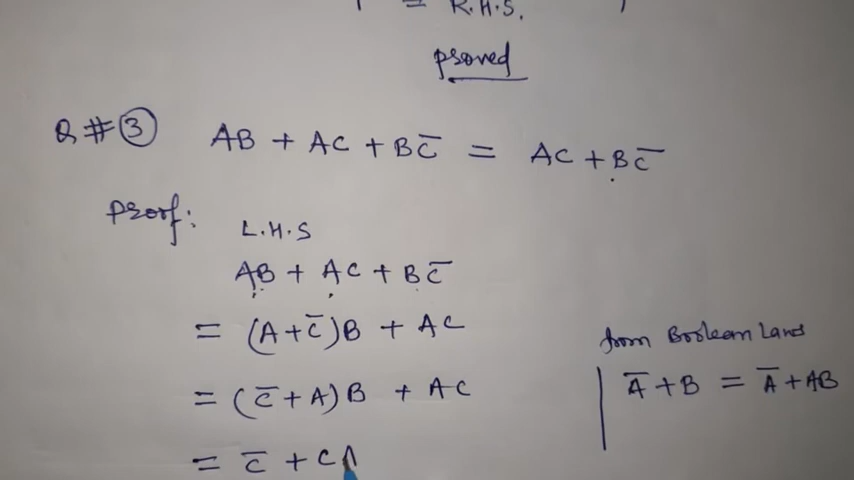 = R.H.S.
proved
Q # 3 AB + AC + BC̅ = AC + BC̅
Proof:
L.H.S
AB + AC + BC̅
= (A + C̅)B + AC
= (C̅ + A)B + AC
from Boolean Laws
A̅ + B = A̅ + AB
= C̅ + CA